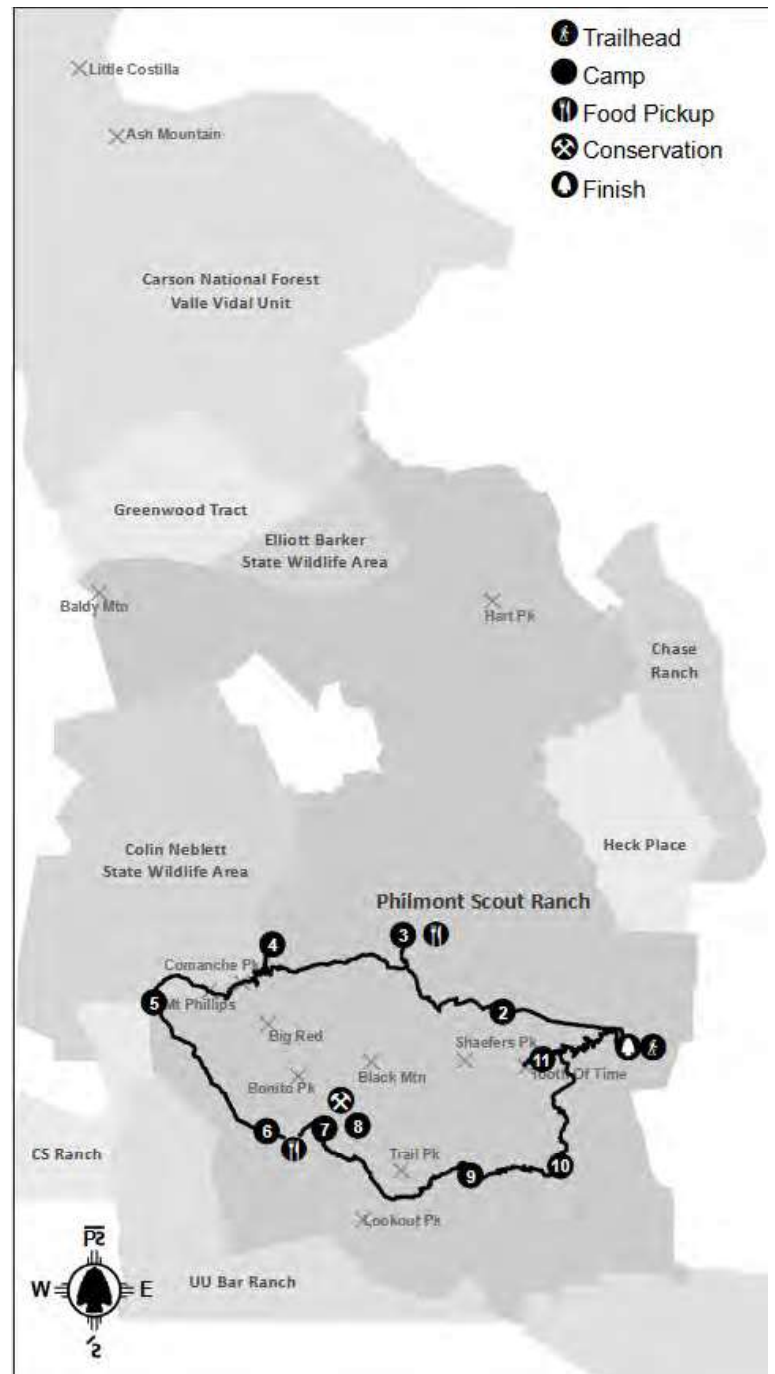 Trailhead
Camp
Food Pickup
Conservation
Finish
Little Costilla
Ash Mountain
Carson National Forest
Valle Vidal Unit
Greenwood Tract
Elliott Barker
State Wildlife Area
Baldy Mtn
Hart Pk
Chase
Ranch
Heck Place
Colin Neblett
State Wildlife Area
Philmont Scout Ranch
3
4
Comanche Pk
Mt Phillips
5
2
Big Red
Shaefers Pk
11
Tooth Of Time
Black Mtn
Bonito Pk
6
7
8
CS Ranch
Trail Pk
9
10
Lookout Pk
UU Bar Ranch
W
E